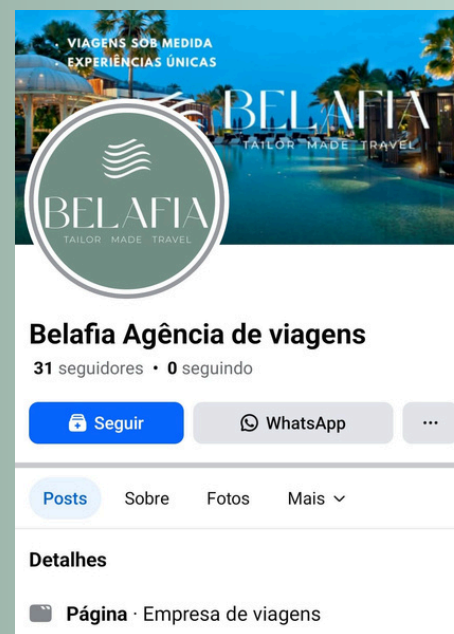 VIAGENS SOB MEDIDA
EXPERIÊNCIAS ÚNICAS
BELAFIA
TAILOR MADE TRAVEL
BELAFIA
TAILOR MADE TRAVEL
Belafia Agência de viagens
31 seguidores • 0 seguindo
Seguir
WhatsApp
...
Posts Sobre Fotos Mais
Detalhes
Página · Empresa de viagens